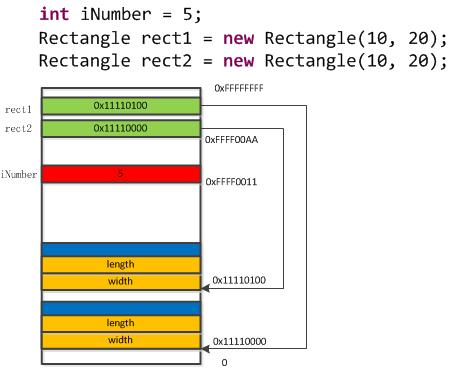 int iNumber = 5;
Rectangle rect1 = new Rectangle(10, 20);
Rectangle rect2 = new Rectangle(10, 20);
0xFFFFFFFF
rect1 0x11110100
rect2 0x11110000
0xFFFF00AA
iNumber 5
0xFFFF0011
length
width 0x11110100
length
width 0x11110000
0